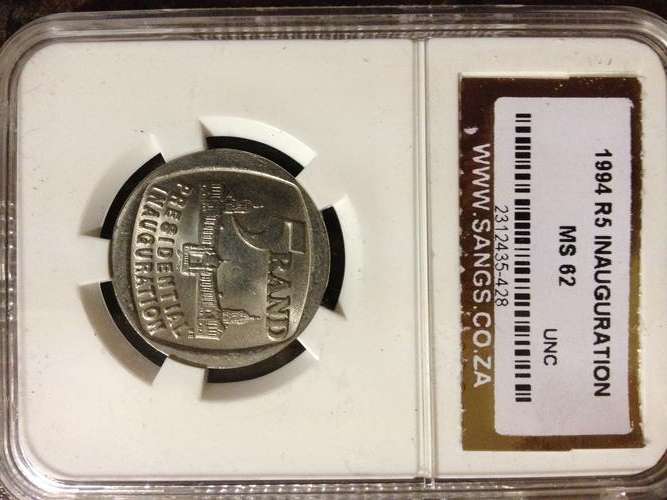 1994 R5 INAUGURATION
MS 62
UNC
2312435-428
WWW.SANGS.CO.ZA
5 RAND
PRESIDENTIAL
INAUGURATION